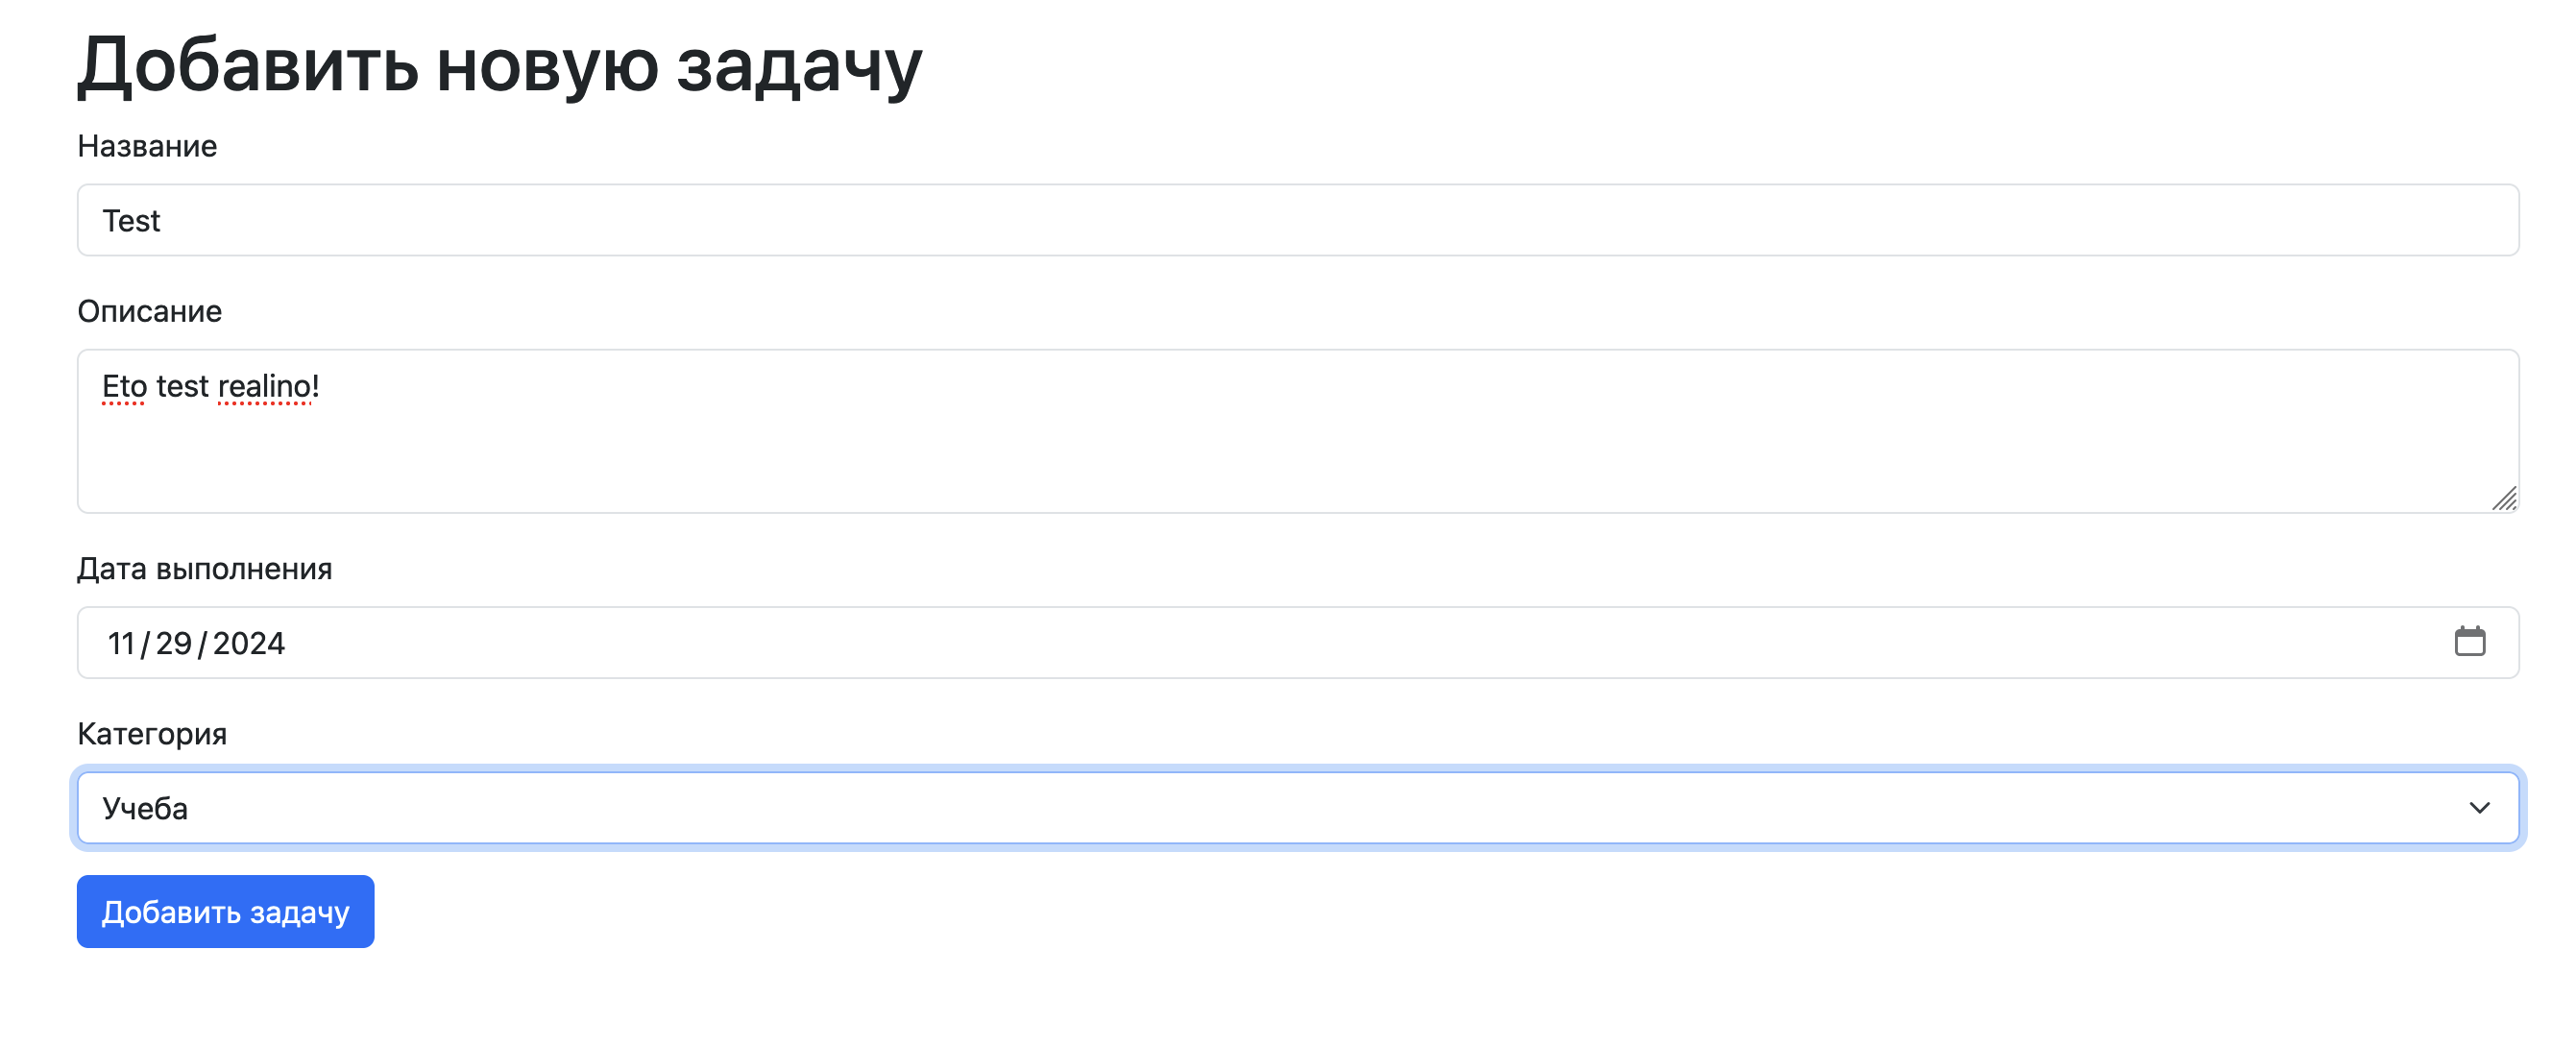 Добавить новую задачу
Название
Test
Описание
Eto test realino!
Дата выполнения
11/29/2024
Категория
Учеба
Добавить задачу